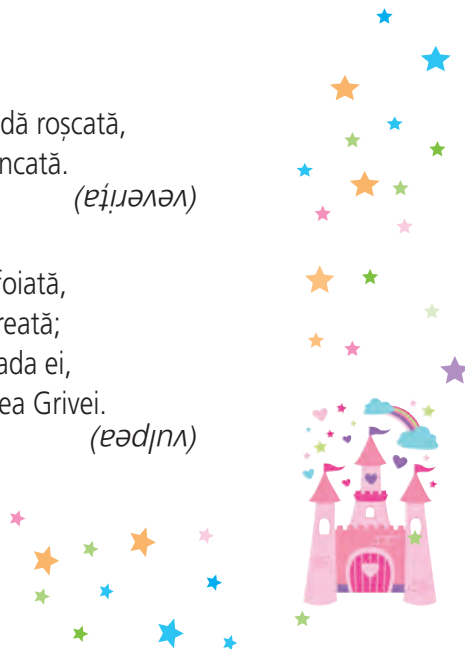 dă roșcată,
ncată.
(veverița)
foiată,
reată;
ada ei,
ea Grivei.
(vulpea)